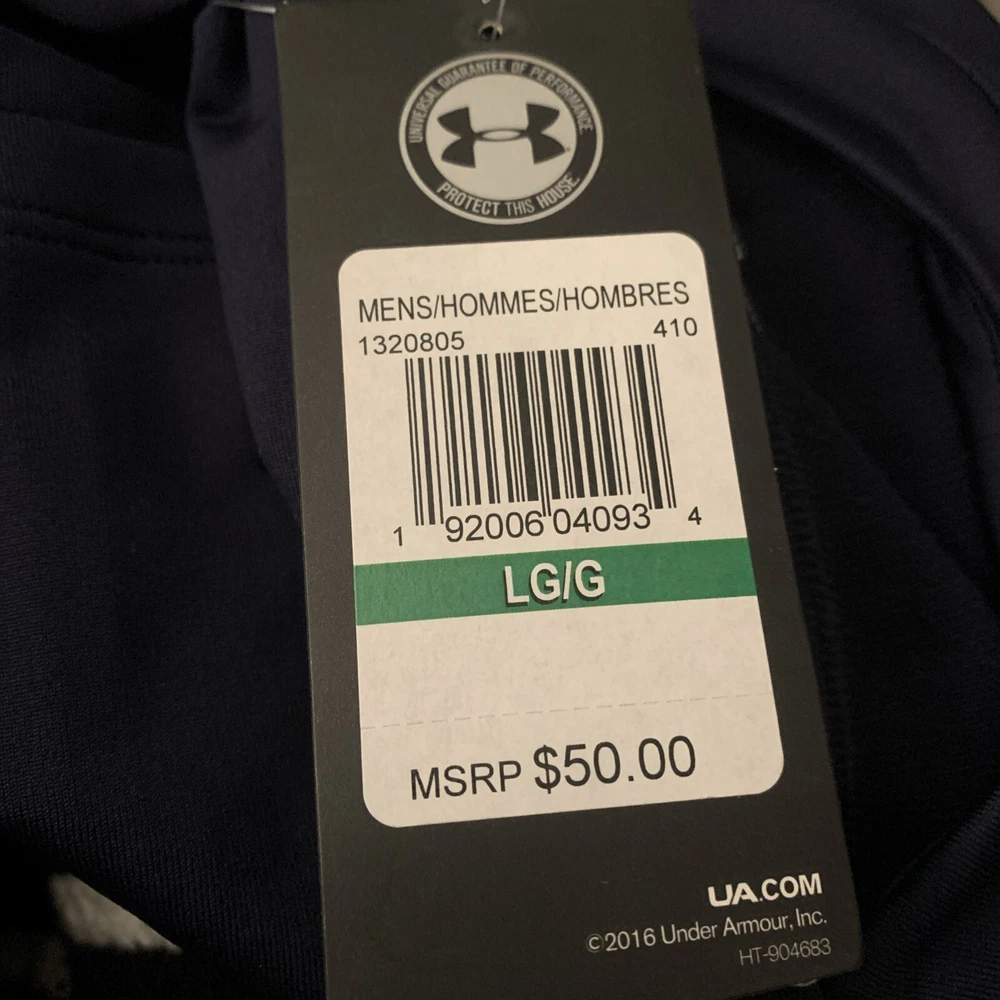 UNIVERSAL GUARANTEE OF PERFORMANCE
PROTECT THIS HOUSE.
MENS/HOMMES/HOMBRES
1320805 410
1 92006 04093 4
LG/G
MSRP $50.00
UA.COM
©2016 Under Armour, Inc.
HT-904683